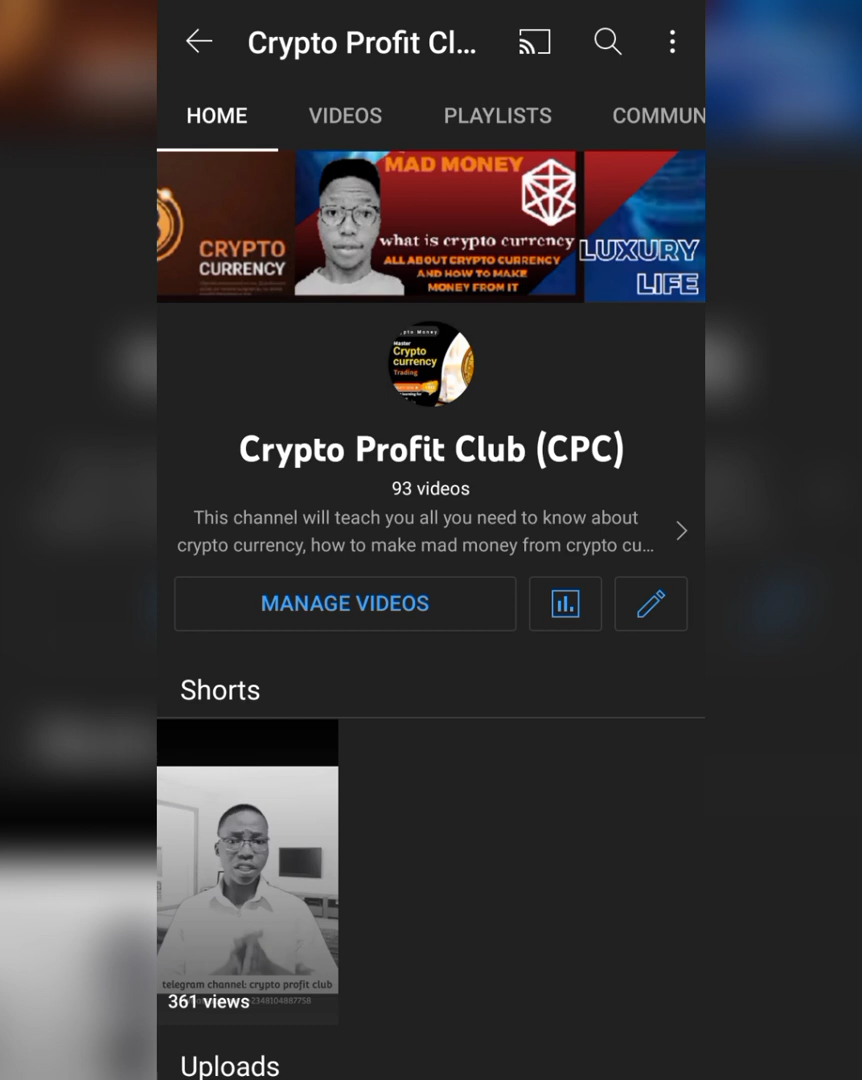 Crypto Profit Cl...
HOME
VIDEOS
PLAYLISTS
COMMUN
CRYPTO
CURRENCY
MAD MONEY
what is crypto currency
ALL ABOUT CRYPTO CURRENCY
AND HOW TO MAKE
MONEY FROM IT
LUXURY
LIFE
Master
Crypto
currency
Trading
Crypto Profit Club (CPC)
93 videos
This channel will teach you all you need to know about
crypto currency, how to make mad money from crypto cu...
MANAGE VIDEOS
Shorts
telegram channel: crypto profit club
361 views
2348104887758
Uploads